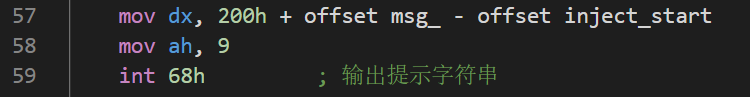 57 mov dx, 200h + offset msg_ - offset inject_start
58 mov ah, 9
59 int 68h ; 输出提示字符串